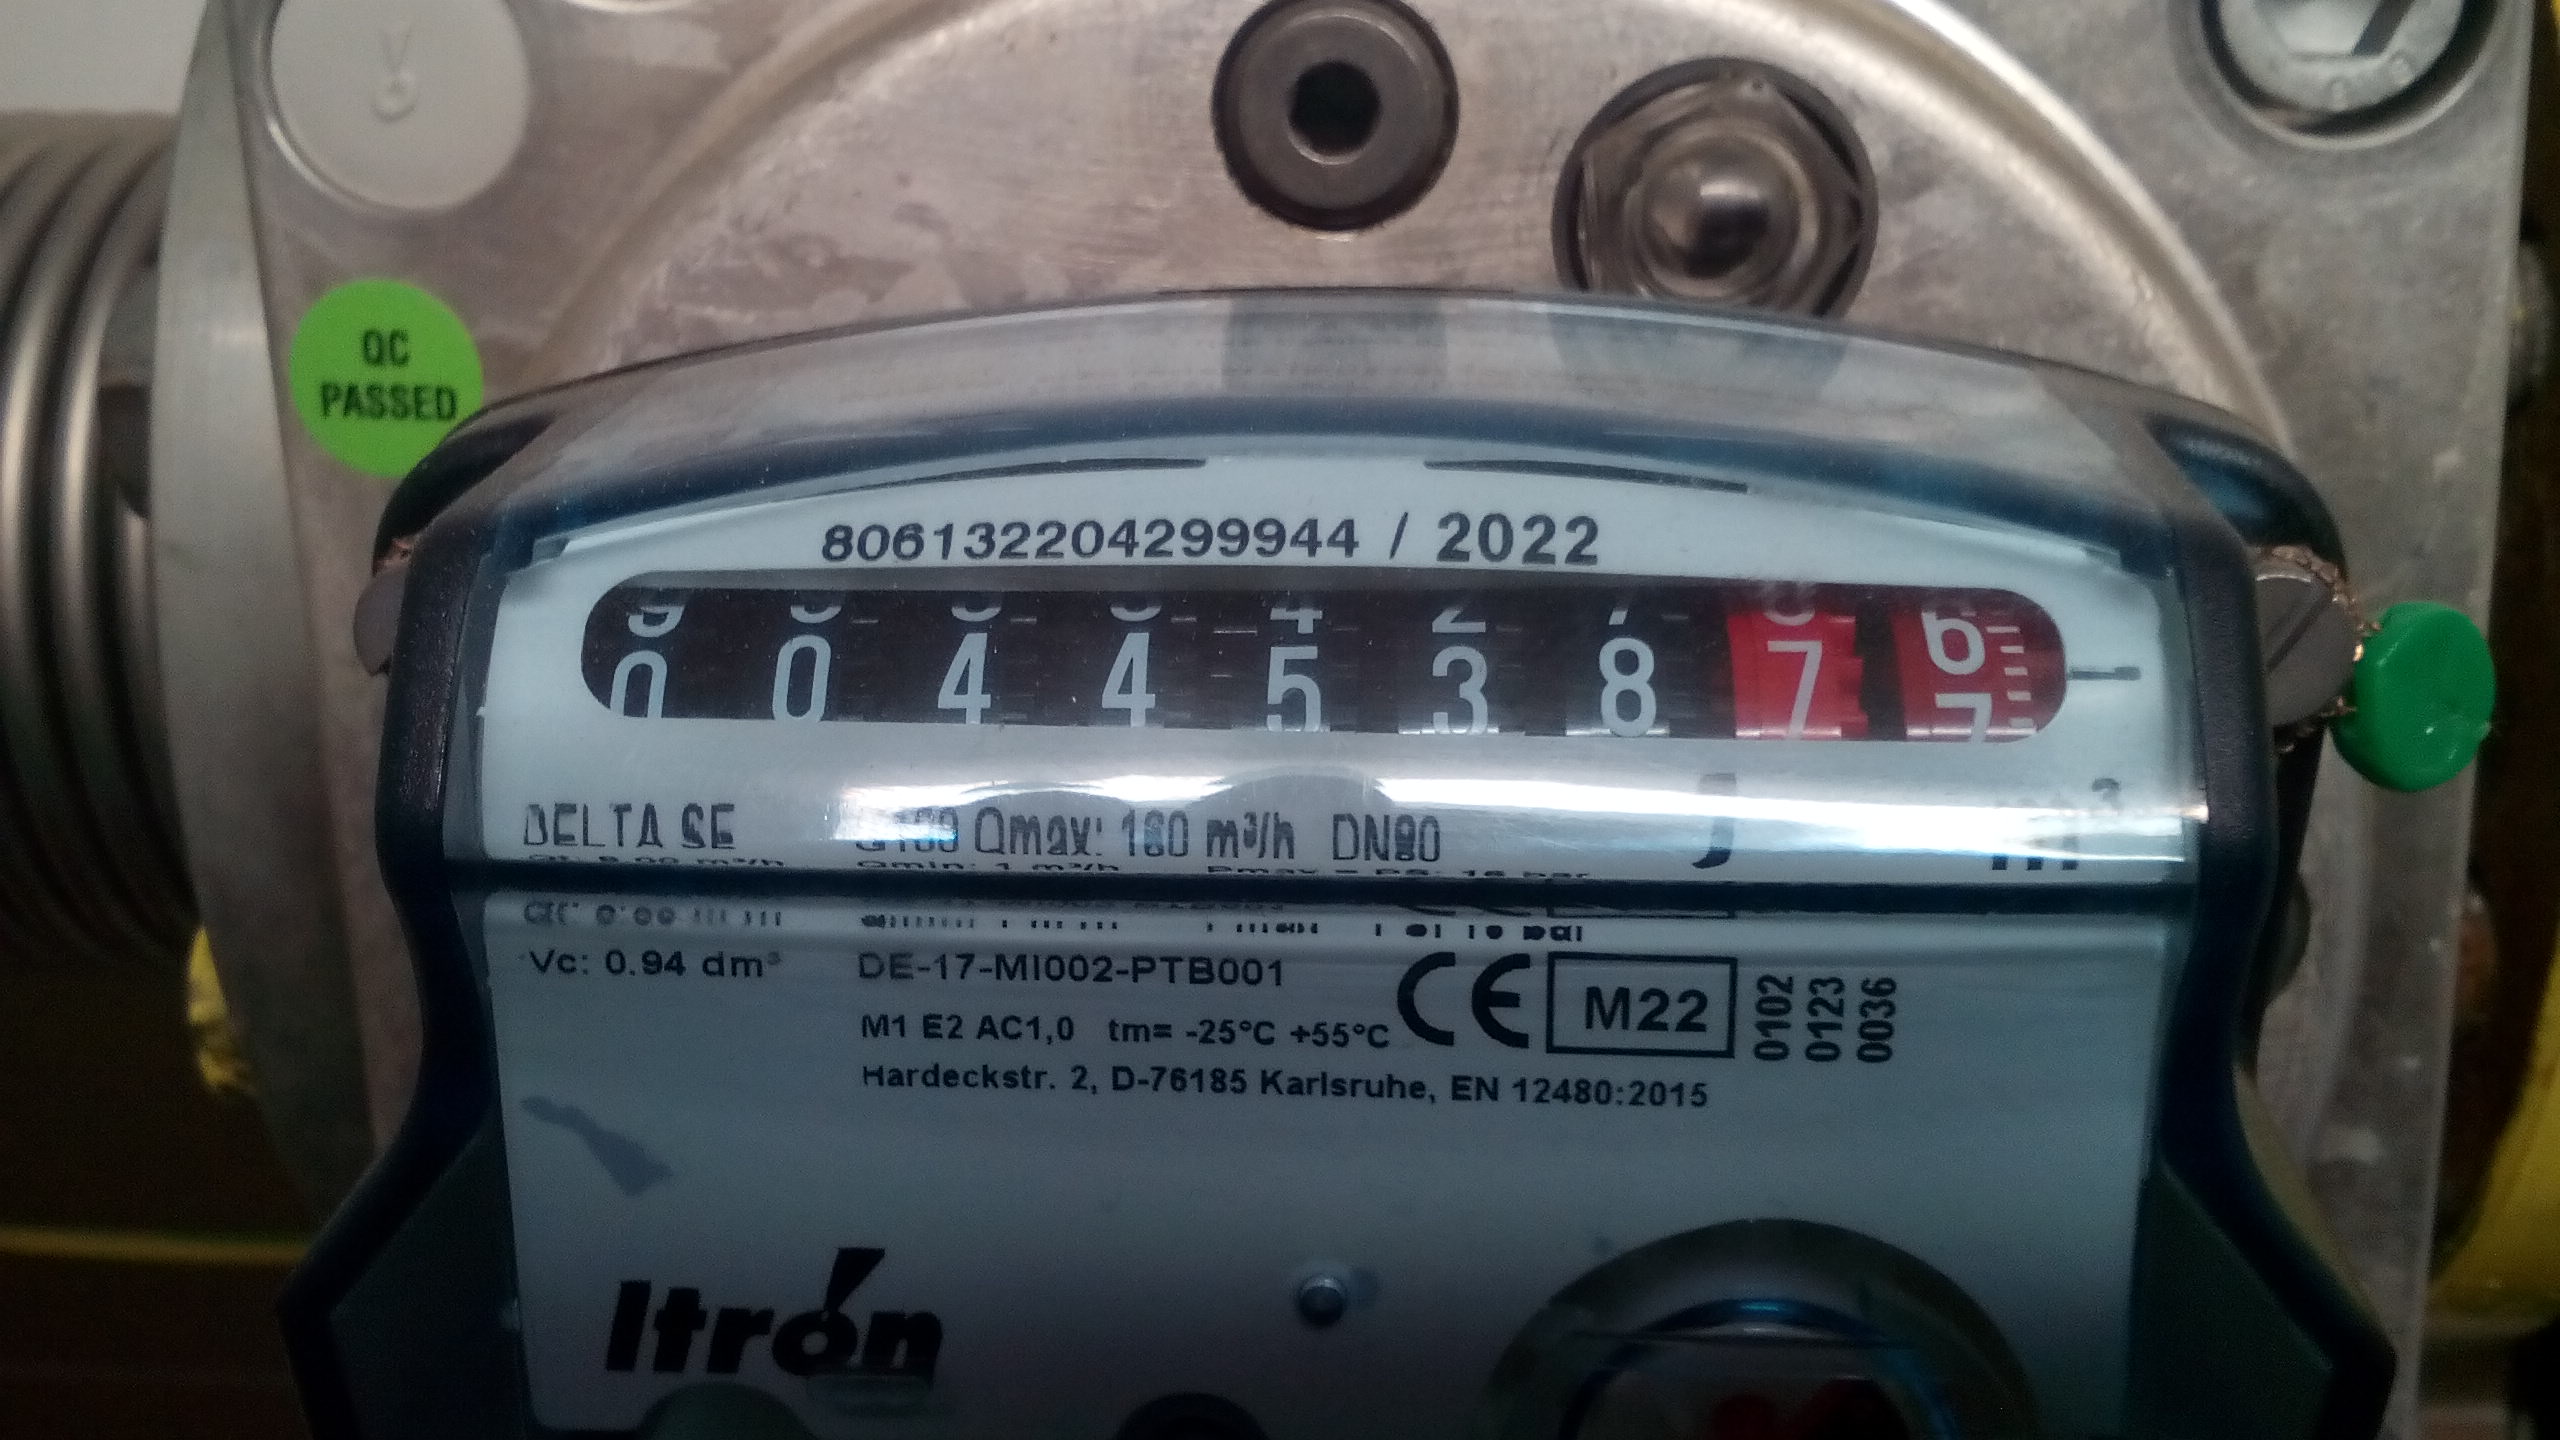 QC
PASSED
806132204299944 / 2022
0 0 4 4 5 3 8 7 6
m³
DELTA SE
Qmax: 160 m³/h DN80
Vc: 0.94 dm³
DE-17-MI002-PTB001
CE M22
0102
0123
0036
M1 E2 AC1,0 tm= -25°C +55°C
Hardeckstr. 2, D-76185 Karlsruhe, EN 12480:2015
Itrón